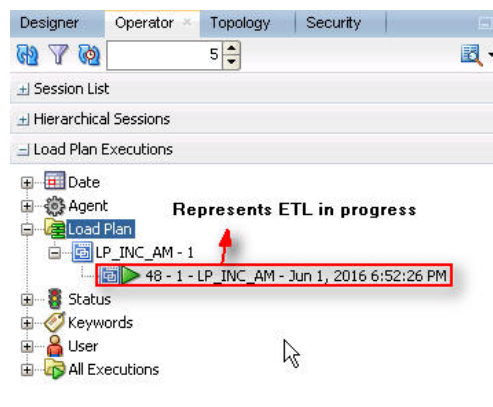 Designer Operator Topology Security
5
Session List
Hierarchical Sessions
Load Plan Executions
Date
Agent
Represents ETL in progress
Load Plan
LP_INC_AM - 1
48 - 1 - LP_INC_AM - Jun 1, 2016 6:52:26 PM
Status
Keywords
User
All Executions